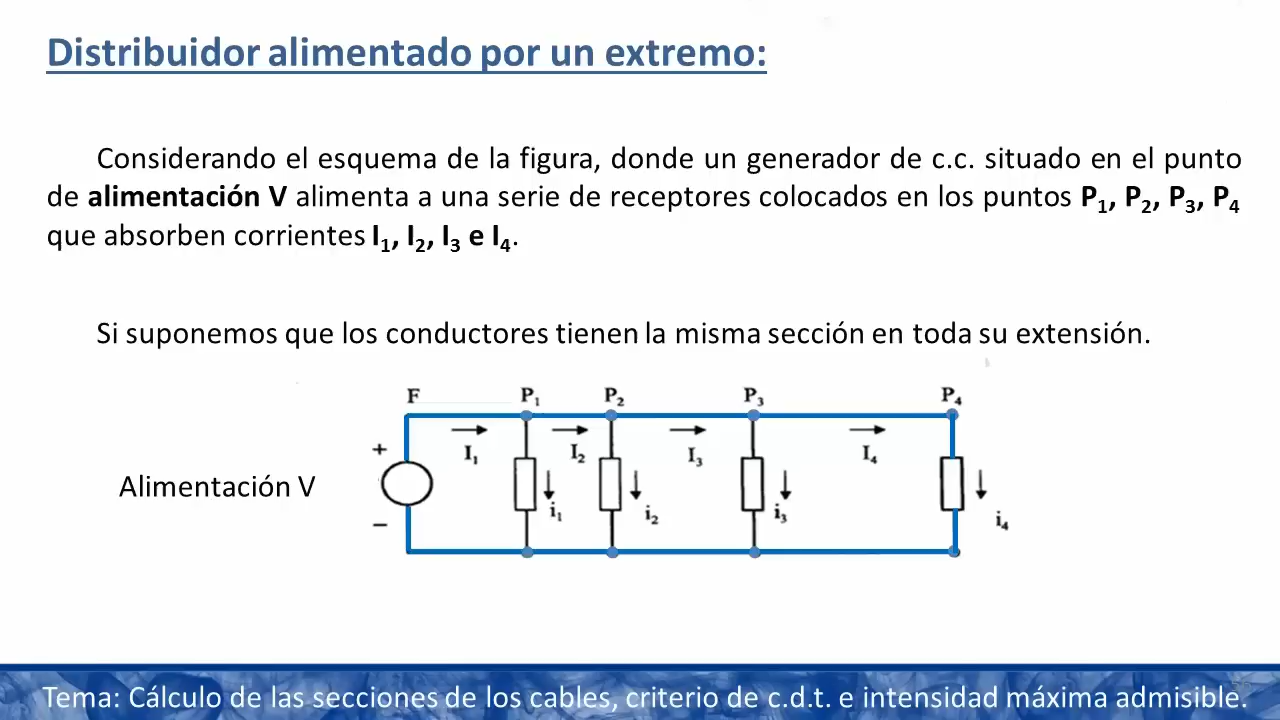 Distribuidor alimentado por un extremo:
Considerando el esquema de la figura, donde un generador de c.c. situado en el punto
de alimentación V alimenta a una serie de receptores colocados en los puntos P₁, P₂, P₃, P₄
que absorben corrientes I₁, I₂, I₃ e I₄.
Si suponemos que los conductores tienen la misma sección en toda su extensión.
F P₁ P₂ P₃ P₄
+ I₁ I₂ I₃ I₄
Alimentación V
− i₁ i₂ i₃ i₄
Tema: Cálculo de las secciones de los cables, criterio de c.d.t. e intensidad máxima admisible.